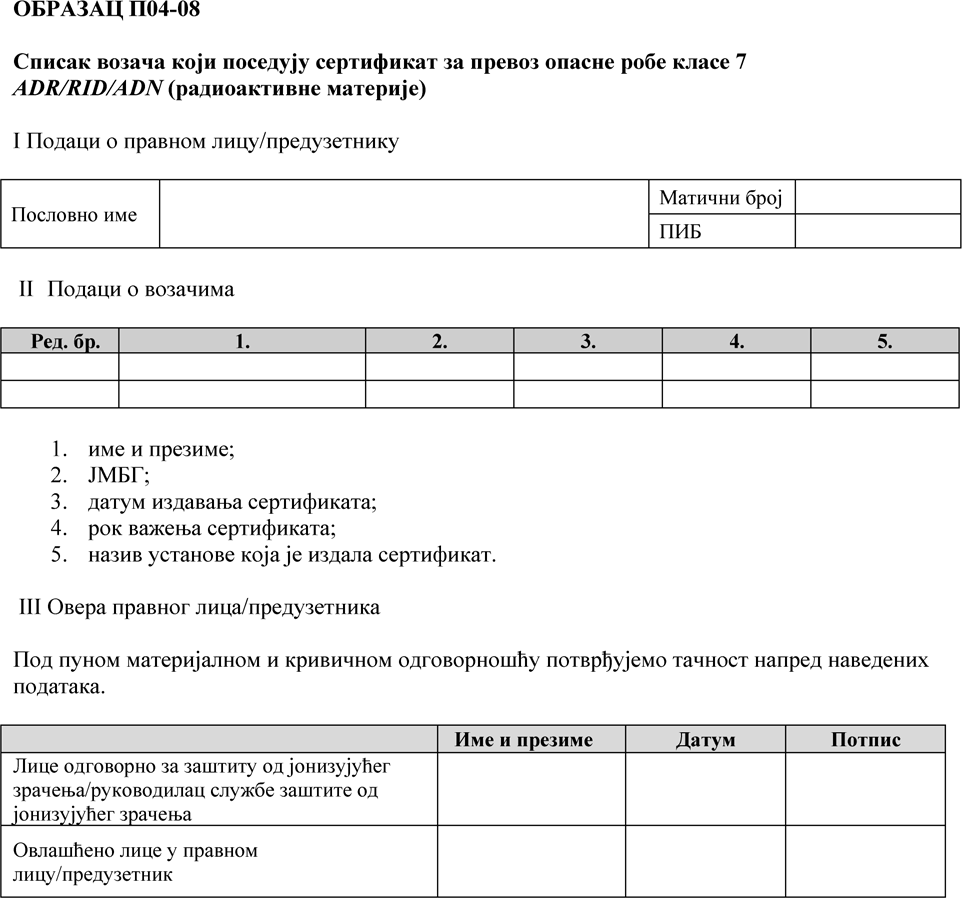 ОБРАЗАЦ П04-08
Списак возача који поседују сертификат за превоз опасне робе класе 7
ADR/RID/ADN (радиоактивне материје)
I Подаци о правном лицу/предузетнику
Пословно име
Матични број
ПИБ
II Подаци о возачима
Ред. бр. 1. 2. 3. 4. 5.
1. име и презиме;
2. ЈМБГ;
3. датум издавања сертификата;
4. рок важења сертификата;
5. назив установе која је издала сертификат.
III Овера правног лица/предузетника
Под пуном материјалном и кривичном одговорношћу потврђујемо тачност напред наведених
података.
Име и презиме Датум Потпис
Лице одговорно за заштиту од јонизујућег
зрачења/руководилац службе заштите од
јонизујућег зрачења
Овлашћено лице у правном
лицу/предузетник